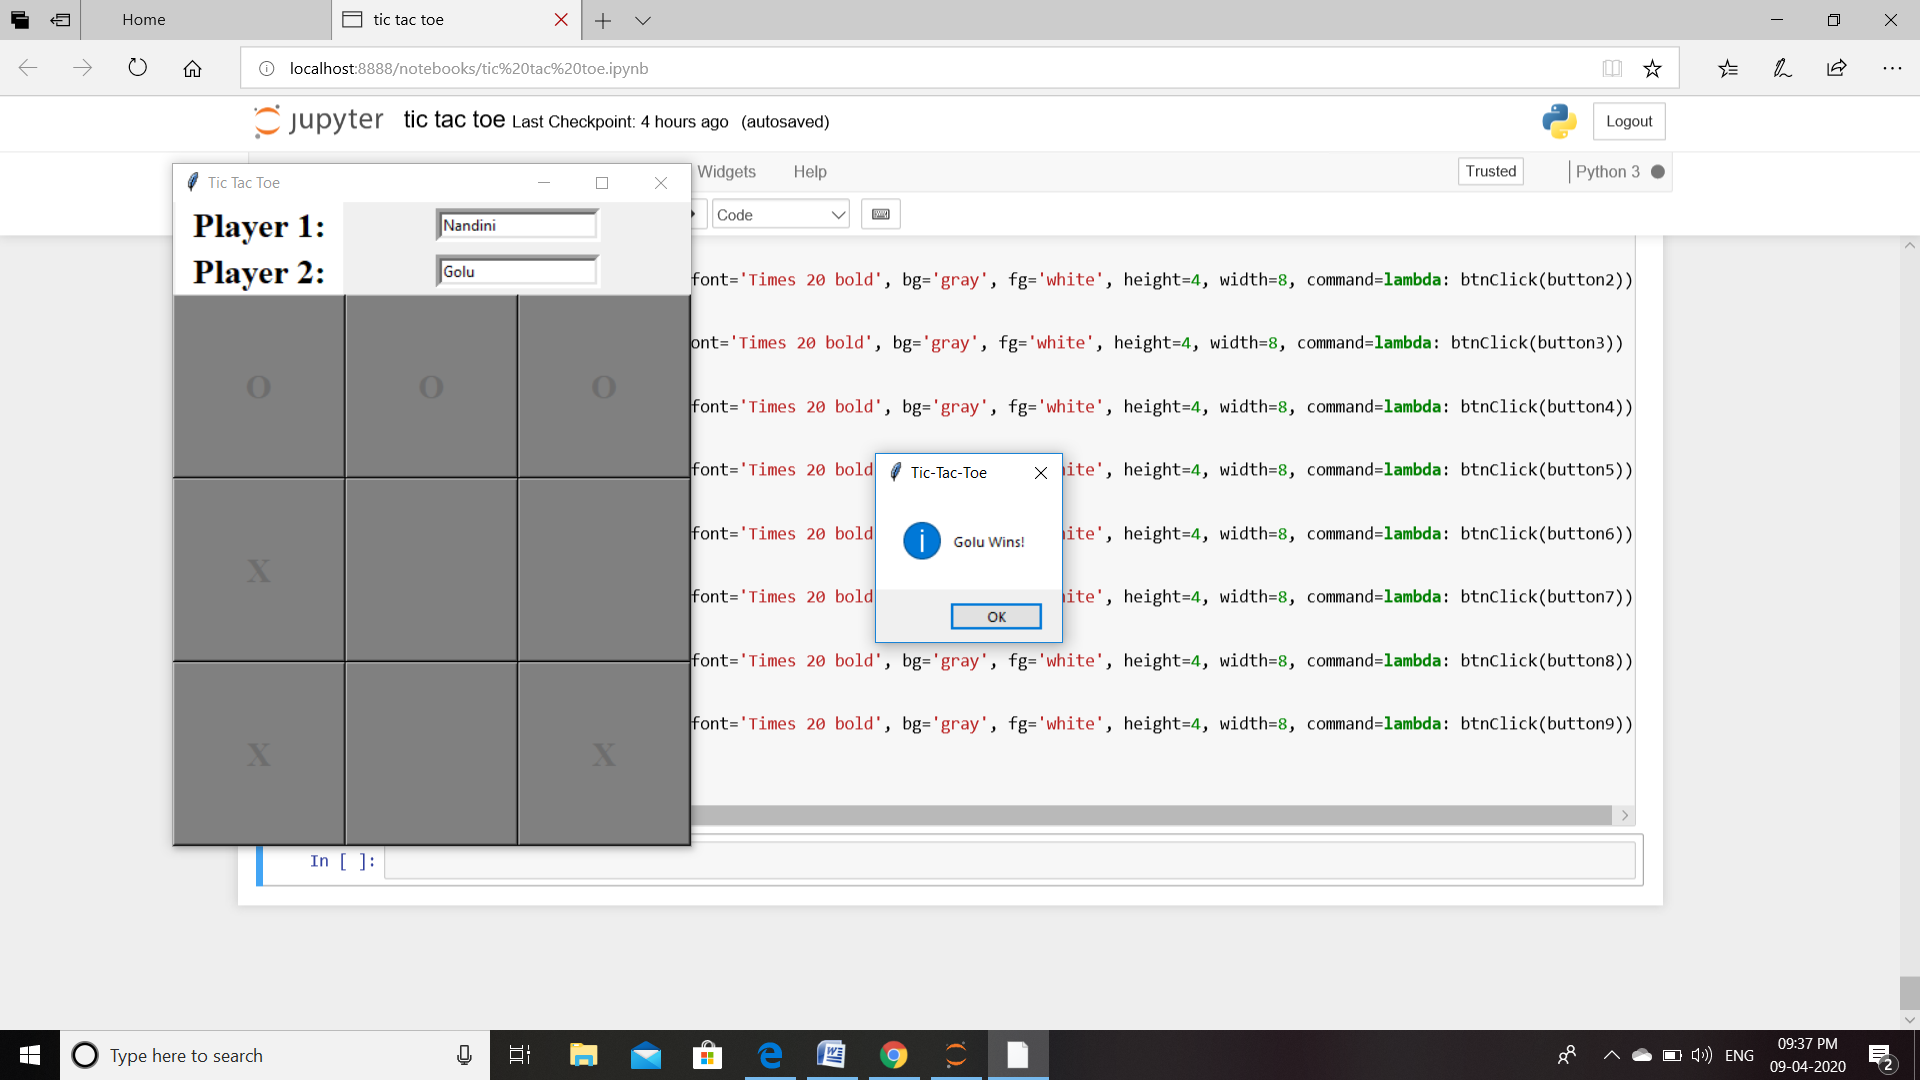 Home
tic tac toe
localhost:8888/notebooks/tic%20tac%20toe.ipynb
jupyter tic tac toe Last Checkpoint: 4 hours ago (autosaved)
Logout
Tic Tac Toe
Widgets Help
Trusted
Python 3
Code
Player 1: Nandini
Player 2: Golu
O O O
X
X X
font='Times 20 bold', bg='gray', fg='white', height=4, width=8, command=lambda: btnClick(button2))
ont='Times 20 bold', bg='gray', fg='white', height=4, width=8, command=lambda: btnClick(button3))
font='Times 20 bold', bg='gray', fg='white', height=4, width=8, command=lambda: btnClick(button4))
font='Times 20 bold ite', height=4, width=8, command=lambda: btnClick(button5))
font='Times 20 bold ite', height=4, width=8, command=lambda: btnClick(button6))
font='Times 20 bold ite', height=4, width=8, command=lambda: btnClick(button7))
font='Times 20 bold', bg='gray', fg='white', height=4, width=8, command=lambda: btnClick(button8))
font='Times 20 bold', bg='gray', fg='white', height=4, width=8, command=lambda: btnClick(button9))
Tic-Tac-Toe
Golu Wins!
OK
In [ ]:
Type here to search
ENG
09:37 PM
09-04-2020
2